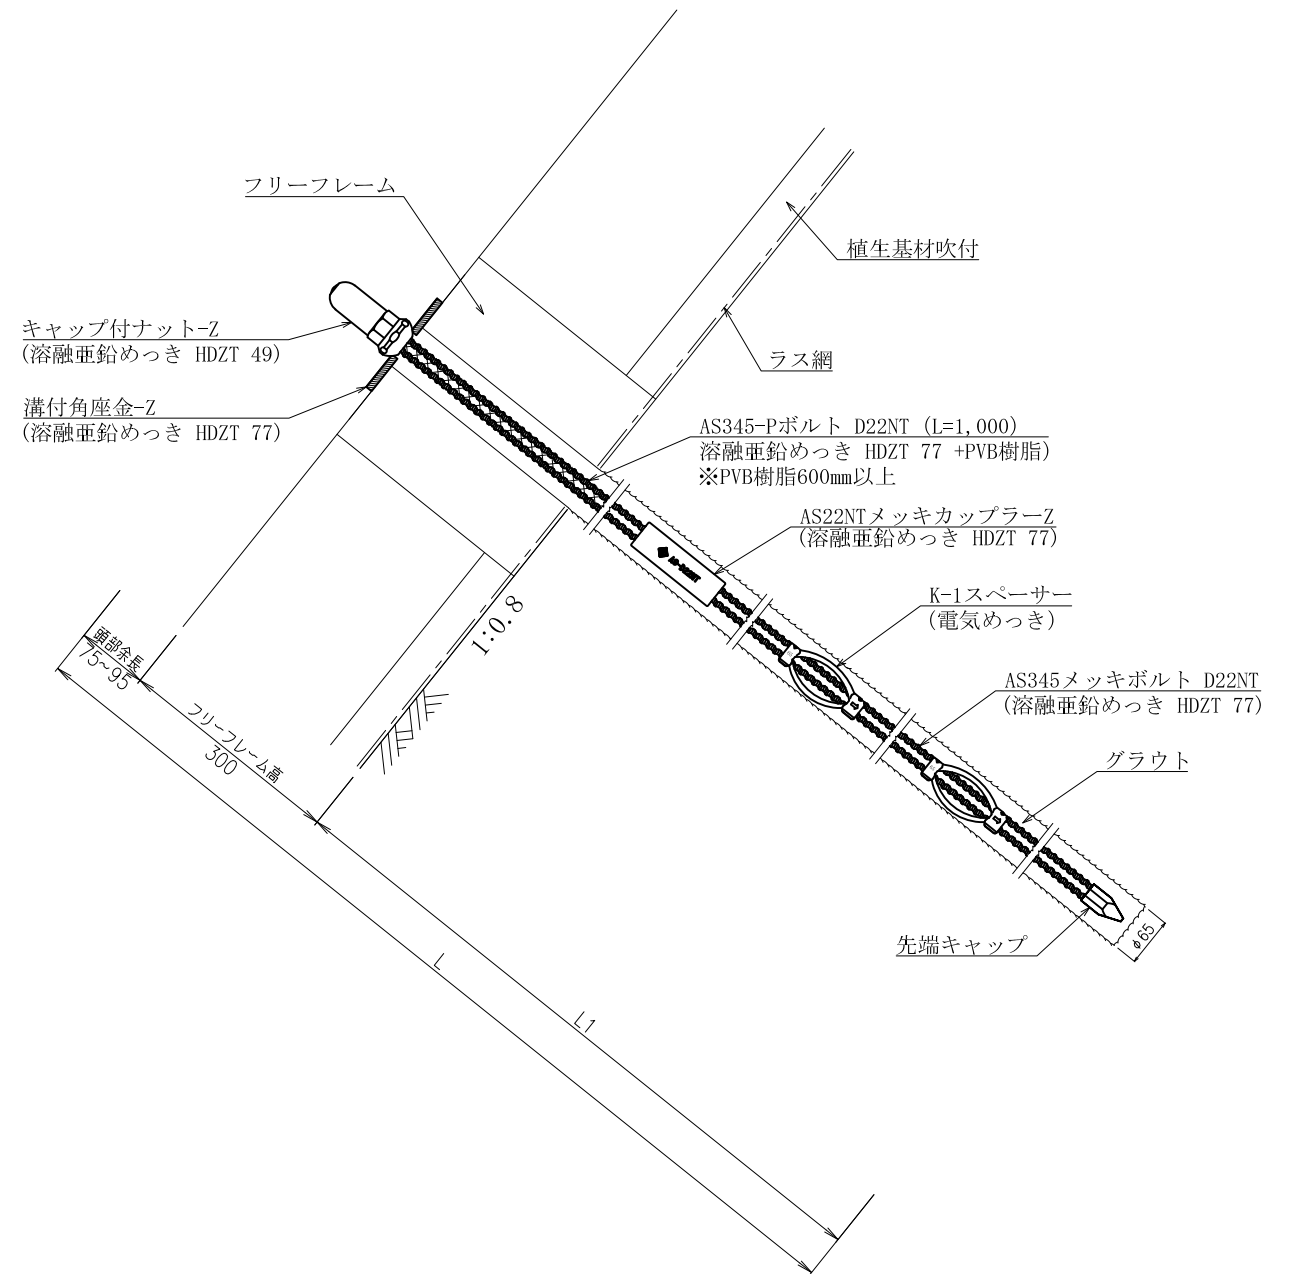 フリーフレーム
植生基材吹付
キャップ付ナット-Z
(溶融亜鉛めっき HDZT 49)
ラス網
溝付角座金-Z
(溶融亜鉛めっき HDZT 77)
AS345-Pボルト D22NT (L=1,000)
溶融亜鉛めっき HDZT 77 +PVB樹脂)
※PVB樹脂600mm以上
AS22NTメッキカップラーZ
(溶融亜鉛めっき HDZT 77)
K-1スペーサー
(電気めっき)
1:0.8
頭部余長
75~95
AS345メッキボルト D22NT
(溶融亜鉛めっき HDZT 77)
フリーフレーム高
300
グラウト
先端キャップ
φ65
L
L1